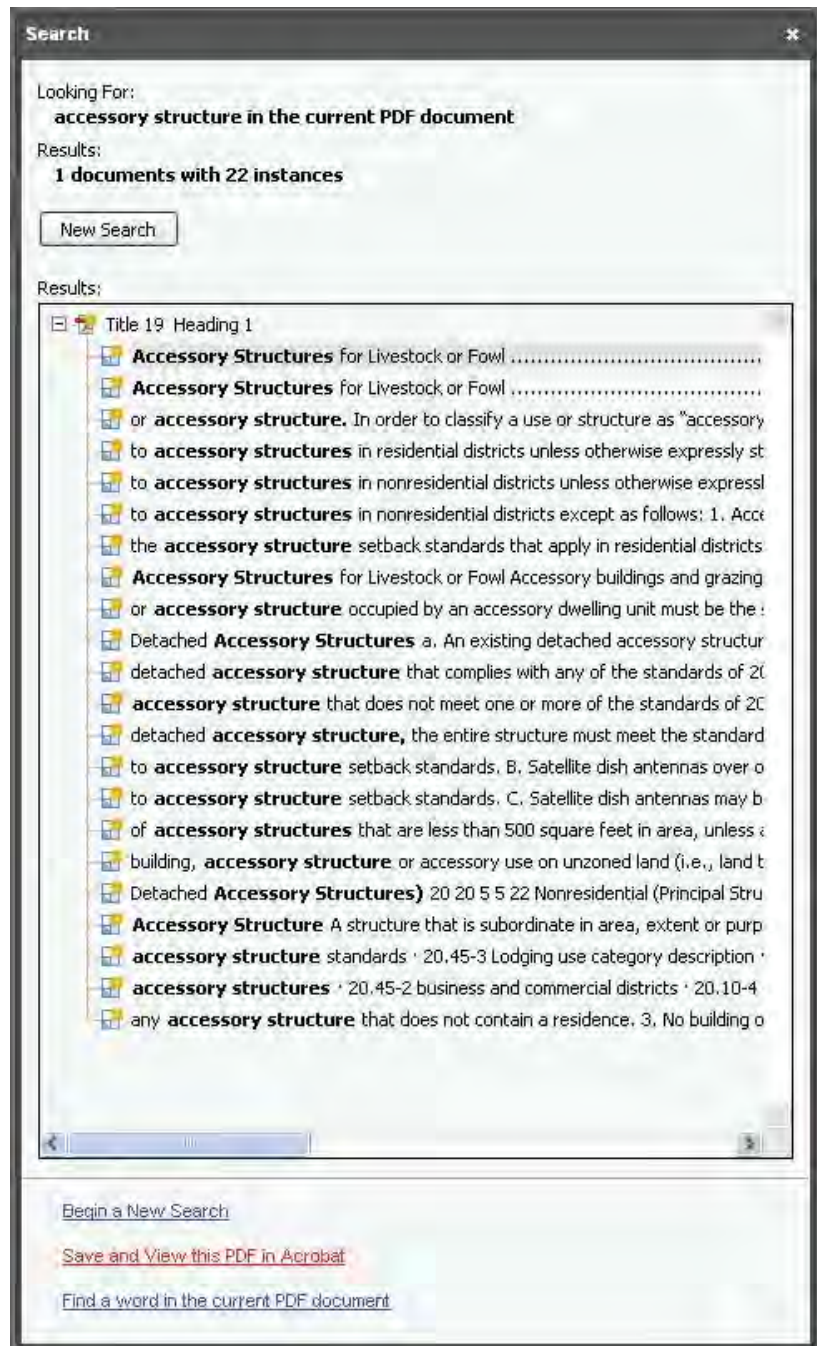 Search
Looking For:
accessory structure in the current PDF document
Results:
1 documents with 22 instances
New Search
Results:
Title 19 Heading 1
Accessory Structures for Livestock or Fowl ........................................
Accessory Structures for Livestock or Fowl ........................................
or accessory structure. In order to classify a use or structure as "accessory
to accessory structures in residential districts unless otherwise expressly st
to accessory structures in nonresidential districts unless otherwise expressl
to accessory structures in nonresidential districts except as follows: 1. Acce
the accessory structure setback standards that apply in residential districts
Accessory Structures for Livestock or Fowl Accessory buildings and grazing
or accessory structure occupied by an accessory dwelling unit must be the
Detached Accessory Structures a. An existing detached accessory structur
detached accessory structure that complies with any of the standards of 20
accessory structure that does not meet one or more of the standards of 20
detached accessory structure, the entire structure must meet the standard
to accessory structure setback standards. B. Satellite dish antennas over o
to accessory structure setback standards. C. Satellite dish antennas may b
of accessory structures that are less than 500 square feet in area, unless
building, accessory structure or accessory use on unzoned land (i.e., land t
Detached Accessory Structures) 20 20 5 5 22 Nonresidential (Principal Stru
Accessory Structure A structure that is subordinate in area, extent or purp
accessory structure standards · 20.45-3 Lodging use category description ·
accessory structures · 20.45-2 business and commercial districts · 20.10-4
any accessory structure that does not contain a residence. 3. No building o
Begin a New Search
Save and View this PDF in Acrobat
Find a word in the current PDF document